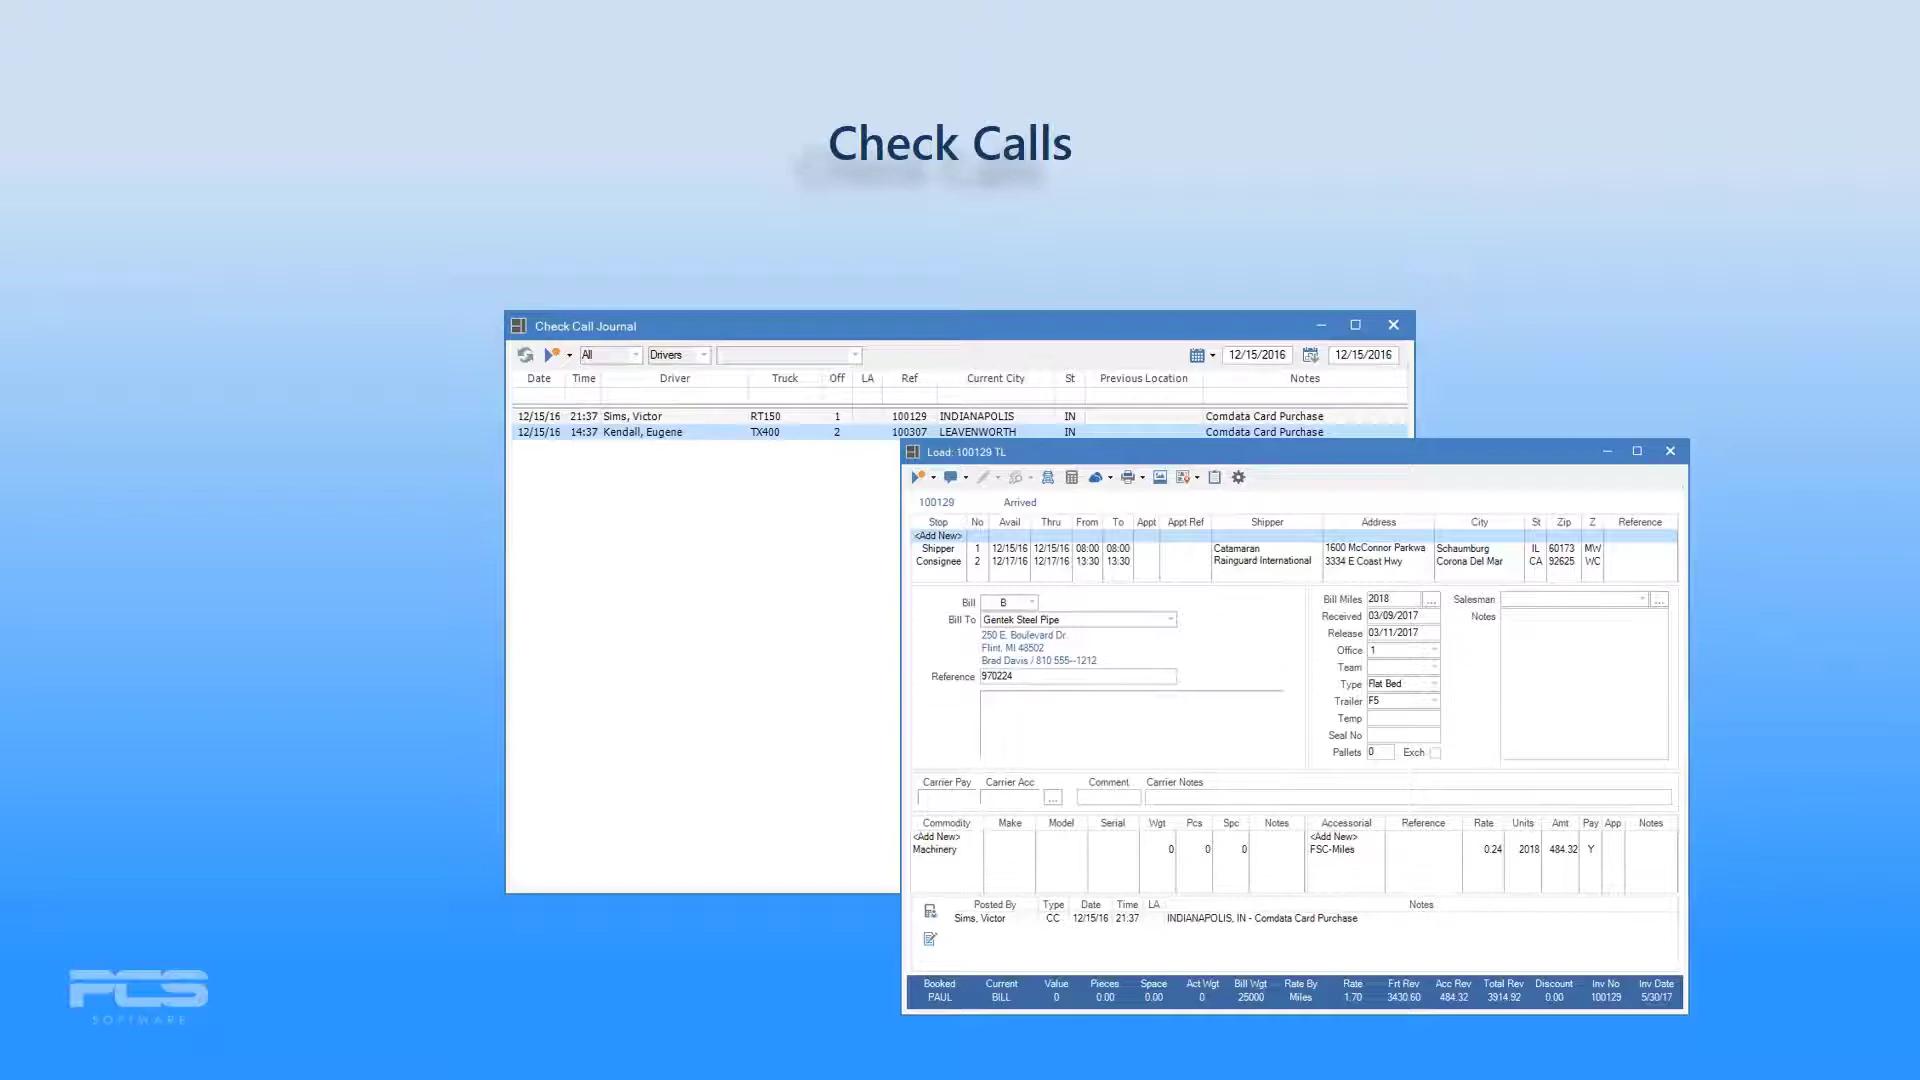 Check Calls
Check Call Journal
All Drivers 12/15/2016 12/15/2016
Date Time Driver Truck Off LA Ref Current City St Previous Location Notes
12/15/16 21:37 Sims, Victor RT150 1 100129 INDIANAPOLIS IN Comdata Card Purchase
12/15/16 14:37 Kendall, Eugene TX400 2 100307 LEAVENWORTH IN Comdata Card Purchase
Load: 100129 TL
100129 Arrived
Stop No Avail Thru From To Appt Appt Ref Shipper Address City St Zip Z Reference
<Add New>
Shipper 1 12/15/16 12/15/16 08:00 08:00 Catamaran 1600 McConnor Parkwa Schaumburg IL 60173 MW
Consignee 2 12/17/16 12/17/16 13:30 13:30 Rainguard International 3334 E Coast Hwy Corona Del Mar CA 92625 WC
Bill B
Bill To Gentek Steel Pipe
250 E. Boulevard Dr.
Flint, MI 48502
Brad Davis / 810 555--1212
Reference 970224
Bill Miles 2018 ... Salesman ...
Received 03/09/2017 Notes
Release 03/11/2017
Office 1
Team
Type Flat Bed
Trailer F5
Temp
Seal No
Pallets 0 Exch
Carrier Pay Carrier Acc Comment Carrier Notes
...
Commodity Make Model Serial Wgt Pcs Spc Notes Accessorial Reference Rate Units Amt Pay App Notes
<Add New> <Add New>
Machinery 0 0 0 FSC-Miles 0.24 2018 484.32 Y
Posted By Type Date Time LA Notes
Sims, Victor CC 12/15/16 21:37 INDIANAPOLIS, IN - Comdata Card Purchase
Booked Current Value Pieces Space Act Wgt Bill Wgt Rate By Rate Frt Rev Acc Rev Total Rev Discount Inv No Inv Date
PAUL BILL 0 0.00 0.00 0 25000 Miles 1.70 3430.60 484.32 3914.92 0.00 100129 5/30/17
PCS
SOFTWARE